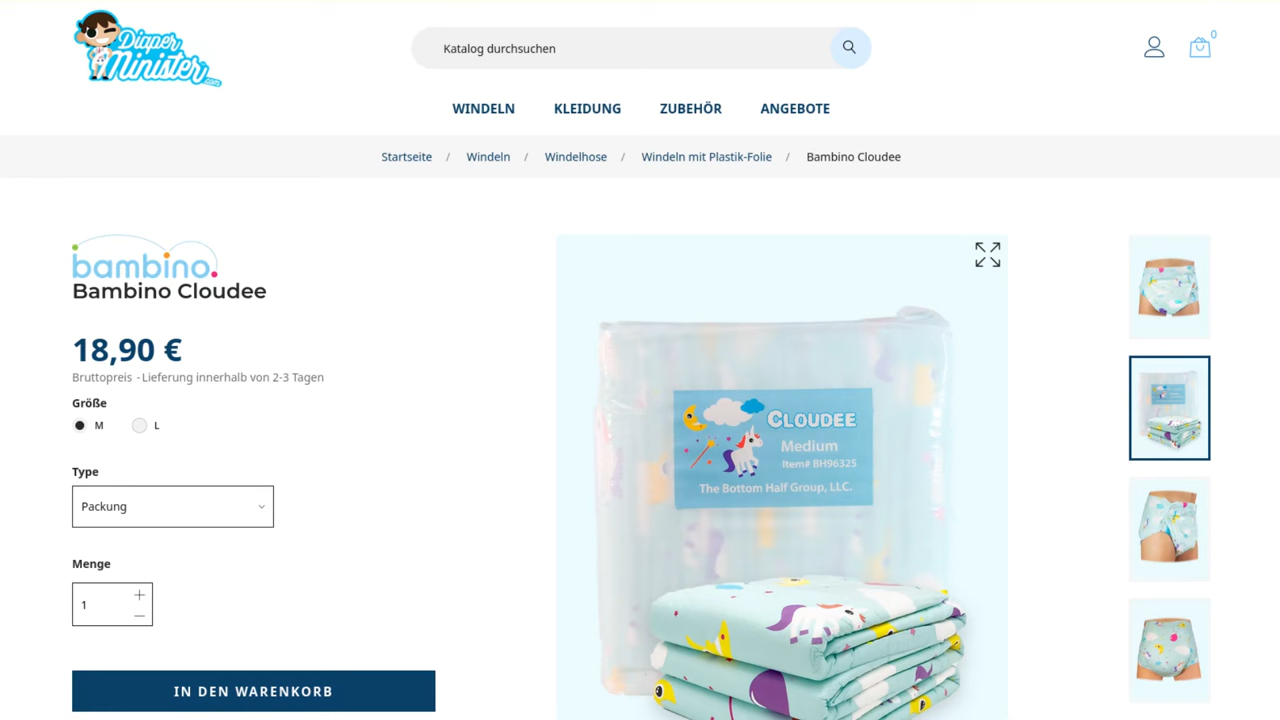 Diaper
Minister.com
Katalog durchsuchen
0
WINDELN
KLEIDUNG
ZUBEHÖR
ANGEBOTE
Startseite / Windeln / Windelhose / Windeln mit Plastik-Folie / Bambino Cloudee
bambino.
Bambino Cloudee
18,90 €
Bruttopreis - Lieferung innerhalb von 2-3 Tagen
Größe
M
L
Type
Packung
Menge
1
IN DEN WARENKORB
CLOUDEE
Medium
Item# BH96325
The Bottom Half Group, LLC.